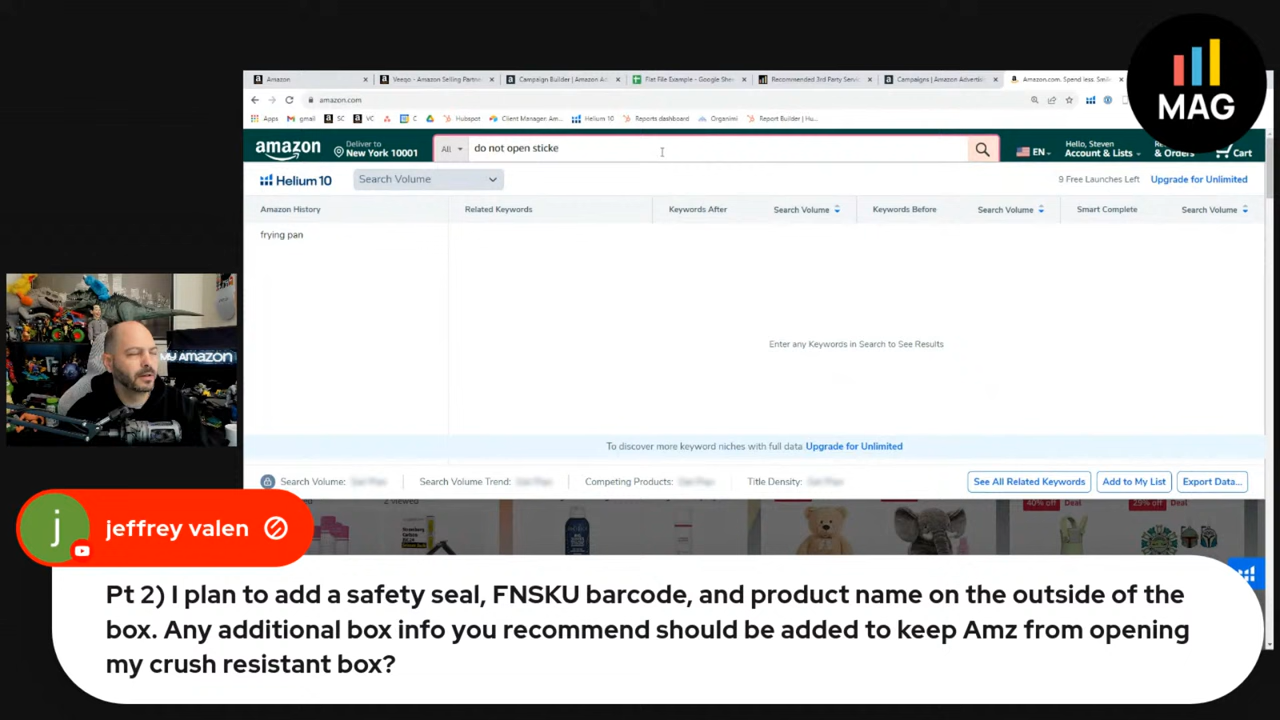 Amazon
Veeqo - Amazon Selling Partn
Campaign Builder | Amazon Ad
Flat File Example - Google She
Recommended 3rd Party Servi
Campaigns | Amazon Adverti
Amazon.com. Spend less. Smil
MAG
amazon.com
Apps
gmail
SC
VC
C
Hubspot
Client Manager: Am...
Helium 10
Reports dashboard
Organimi
Report Builder | Hu...
amazon
Deliver to
New York 10001
All
do not open sticke
EN
Hello, Steven
Account & Lists
& Orders
Cart
Helium 10
Search Volume
9 Free Launches Left
Upgrade for Unlimited
Amazon History
Related Keywords
Keywords After
Search Volume
Keywords Before
Search Volume
Smart Complete
Search Volume
frying pan
Enter any Keywords in Search to See Results
MY AMAZON
To discover more keyword niches with full data Upgrade for Unlimited
Search Volume:
Search Volume Trend:
Competing Products:
Title Density:
See All Related Keywords
Add to My List
Export Data...
Deal
Deal
j
jeffrey valen
Pt 2) I plan to add a safety seal, FNSKU barcode, and product name on the outside of the
box. Any additional box info you recommend should be added to keep Amz from opening
my crush resistant box?